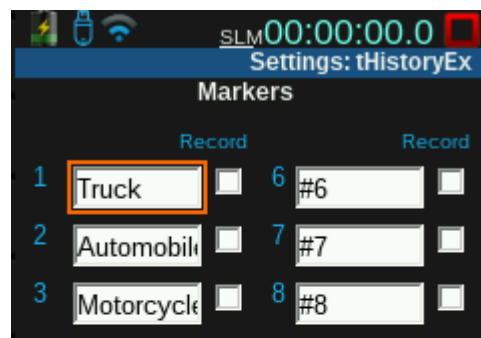 SLM00:00:00.0
Settings: tHistoryEx
Markers
Record Record
1 Truck 6 #6
2 Automobil 7 #7
3 Motorcycle 8 #8